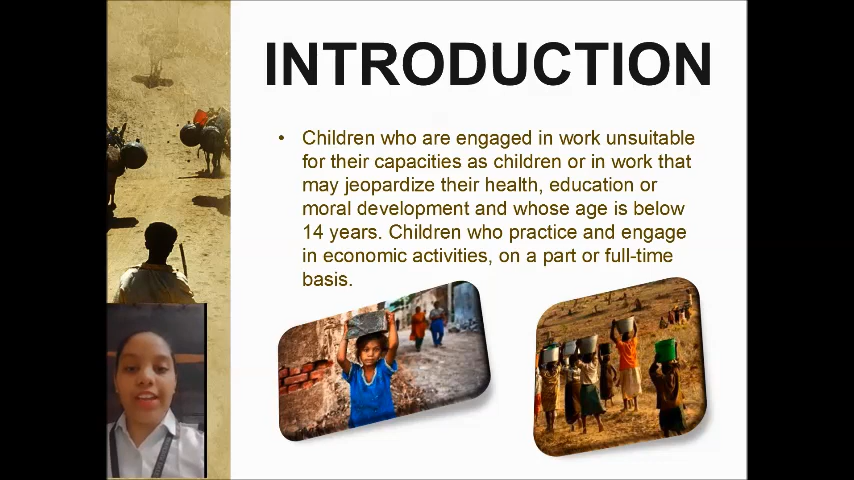 INTRODUCTION
• Children who are engaged in work unsuitable
for their capacities as children or in work that
may jeopardize their health, education or
moral development and whose age is below
14 years. Children who practice and engage
in economic activities, on a part or full-time
basis.